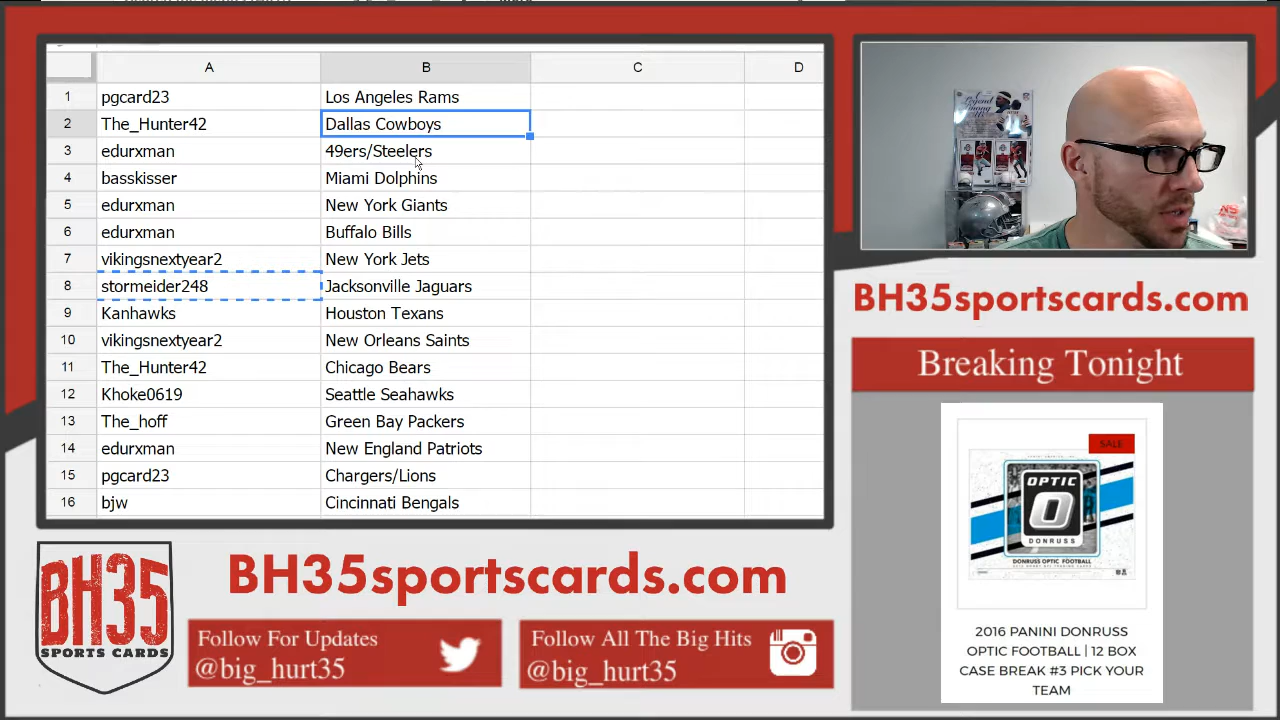 A B C D
1 pgcard23 Los Angeles Rams
2 The_Hunter42 Dallas Cowboys
3 edurxman 49ers/Steelers
4 basskisser Miami Dolphins
5 edurxman New York Giants
6 edurxman Buffalo Bills
7 vikingsnextyear2 New York Jets
8 stormeider248 Jacksonville Jaguars
9 Kanhawks Houston Texans
10 vikingsnextyear2 New Orleans Saints
11 The_Hunter42 Chicago Bears
12 Khoke0619 Seattle Seahawks
13 The_hoff Green Bay Packers
14 edurxman New England Patriots
15 pgcard23 Chargers/Lions
16 bjw Cincinnati Bengals
BH35sportscards.com
Breaking Tonight
SALE
OPTIC
O
DONRUSS
DONRUSS OPTIC FOOTBALL
2016 PANINI DONRUSS
OPTIC FOOTBALL | 12 BOX
CASE BREAK #3 PICK YOUR
TEAM
BH35
SPORTS CARDS
BH35sportscards.com
Follow For Updates
@big_hurt35
Follow All The Big Hits
@big_hurt35